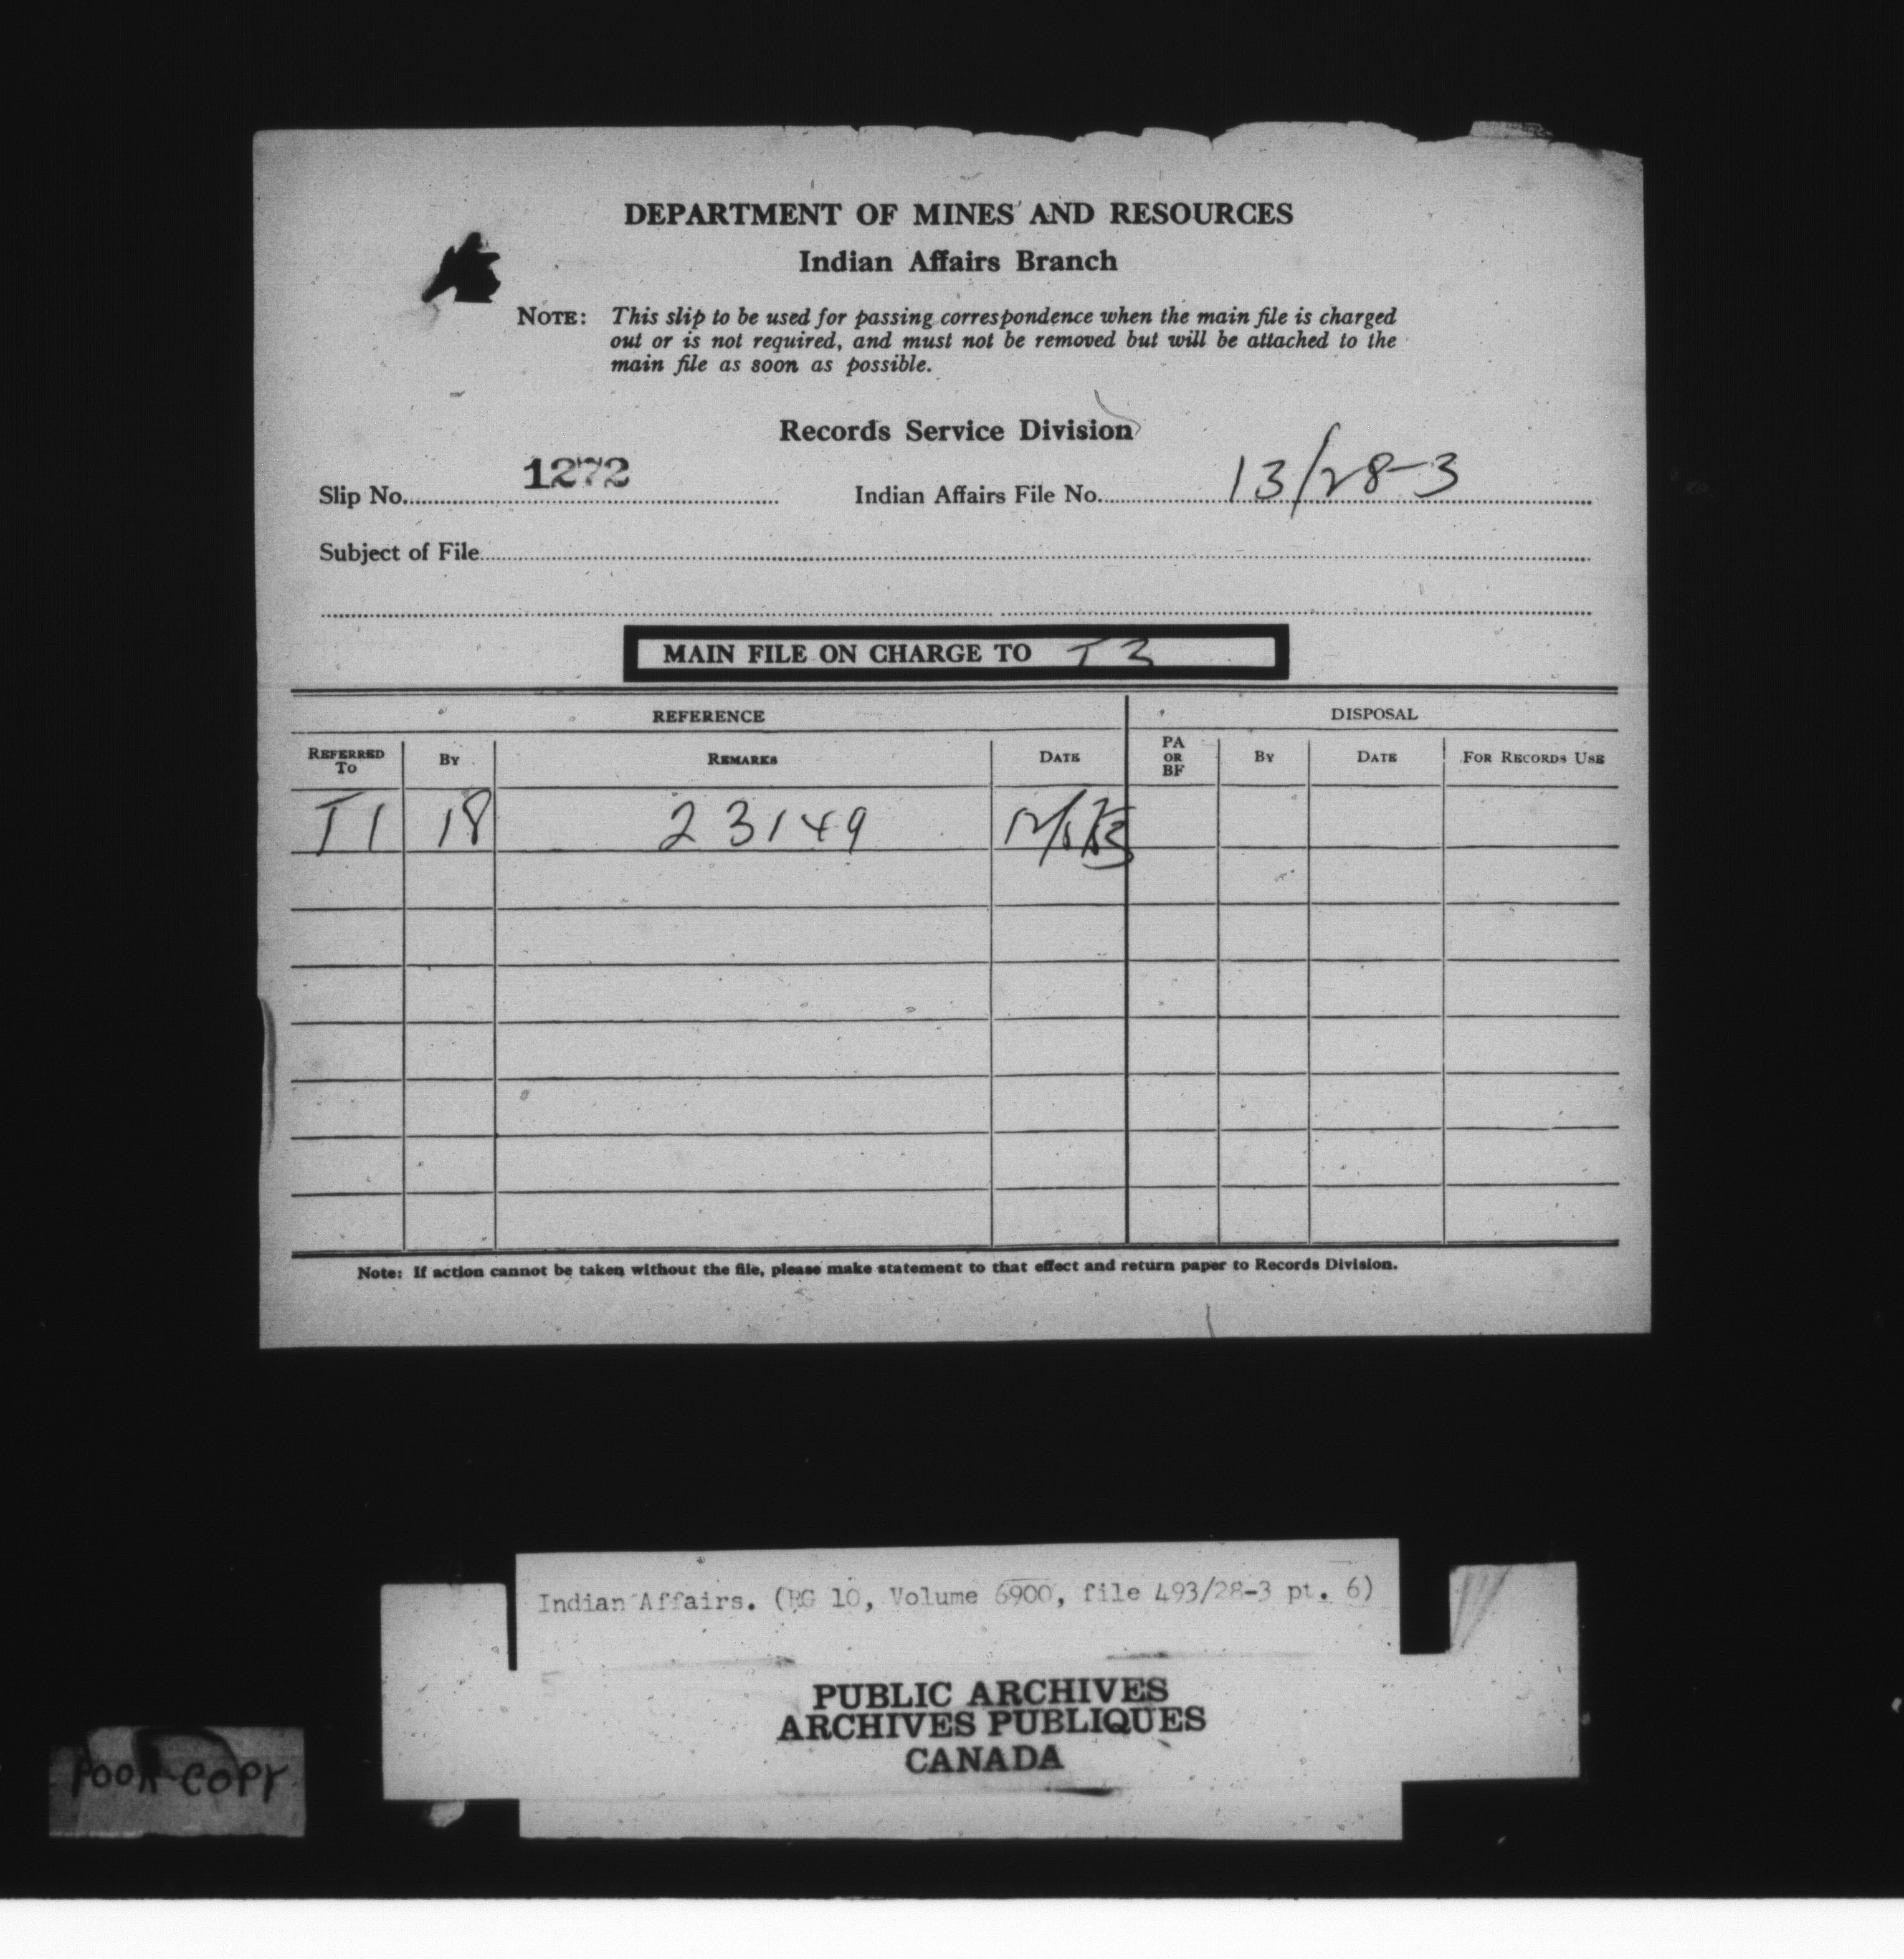 DEPARTMENT OF MINES AND RESOURCES
Indian Affairs Branch
NOTE: This slip to be used for passing correspondence when the main file is charged
out or is not required, and must not be removed but will be attached to the
main file as soon as possible.
Records Service Division
Slip No. 1272 Indian Affairs File No. 13/28-3
Subject of File
MAIN FILE ON CHARGE TO T 3
REFERENCE DISPOSAL
REFERRED TO BY REMARKS DATE PA OR BF BY DATE FOR RECORDS USE
T1 18 23149
Note: If action cannot be taken without the file, please make statement to that effect and return paper to Records Division.
Indian Affairs. (RG 10, Volume 6900, file 493/28-3 pt. 6)
PUBLIC ARCHIVES
ARCHIVES PUBLIQUES
CANADA
POOR COPY